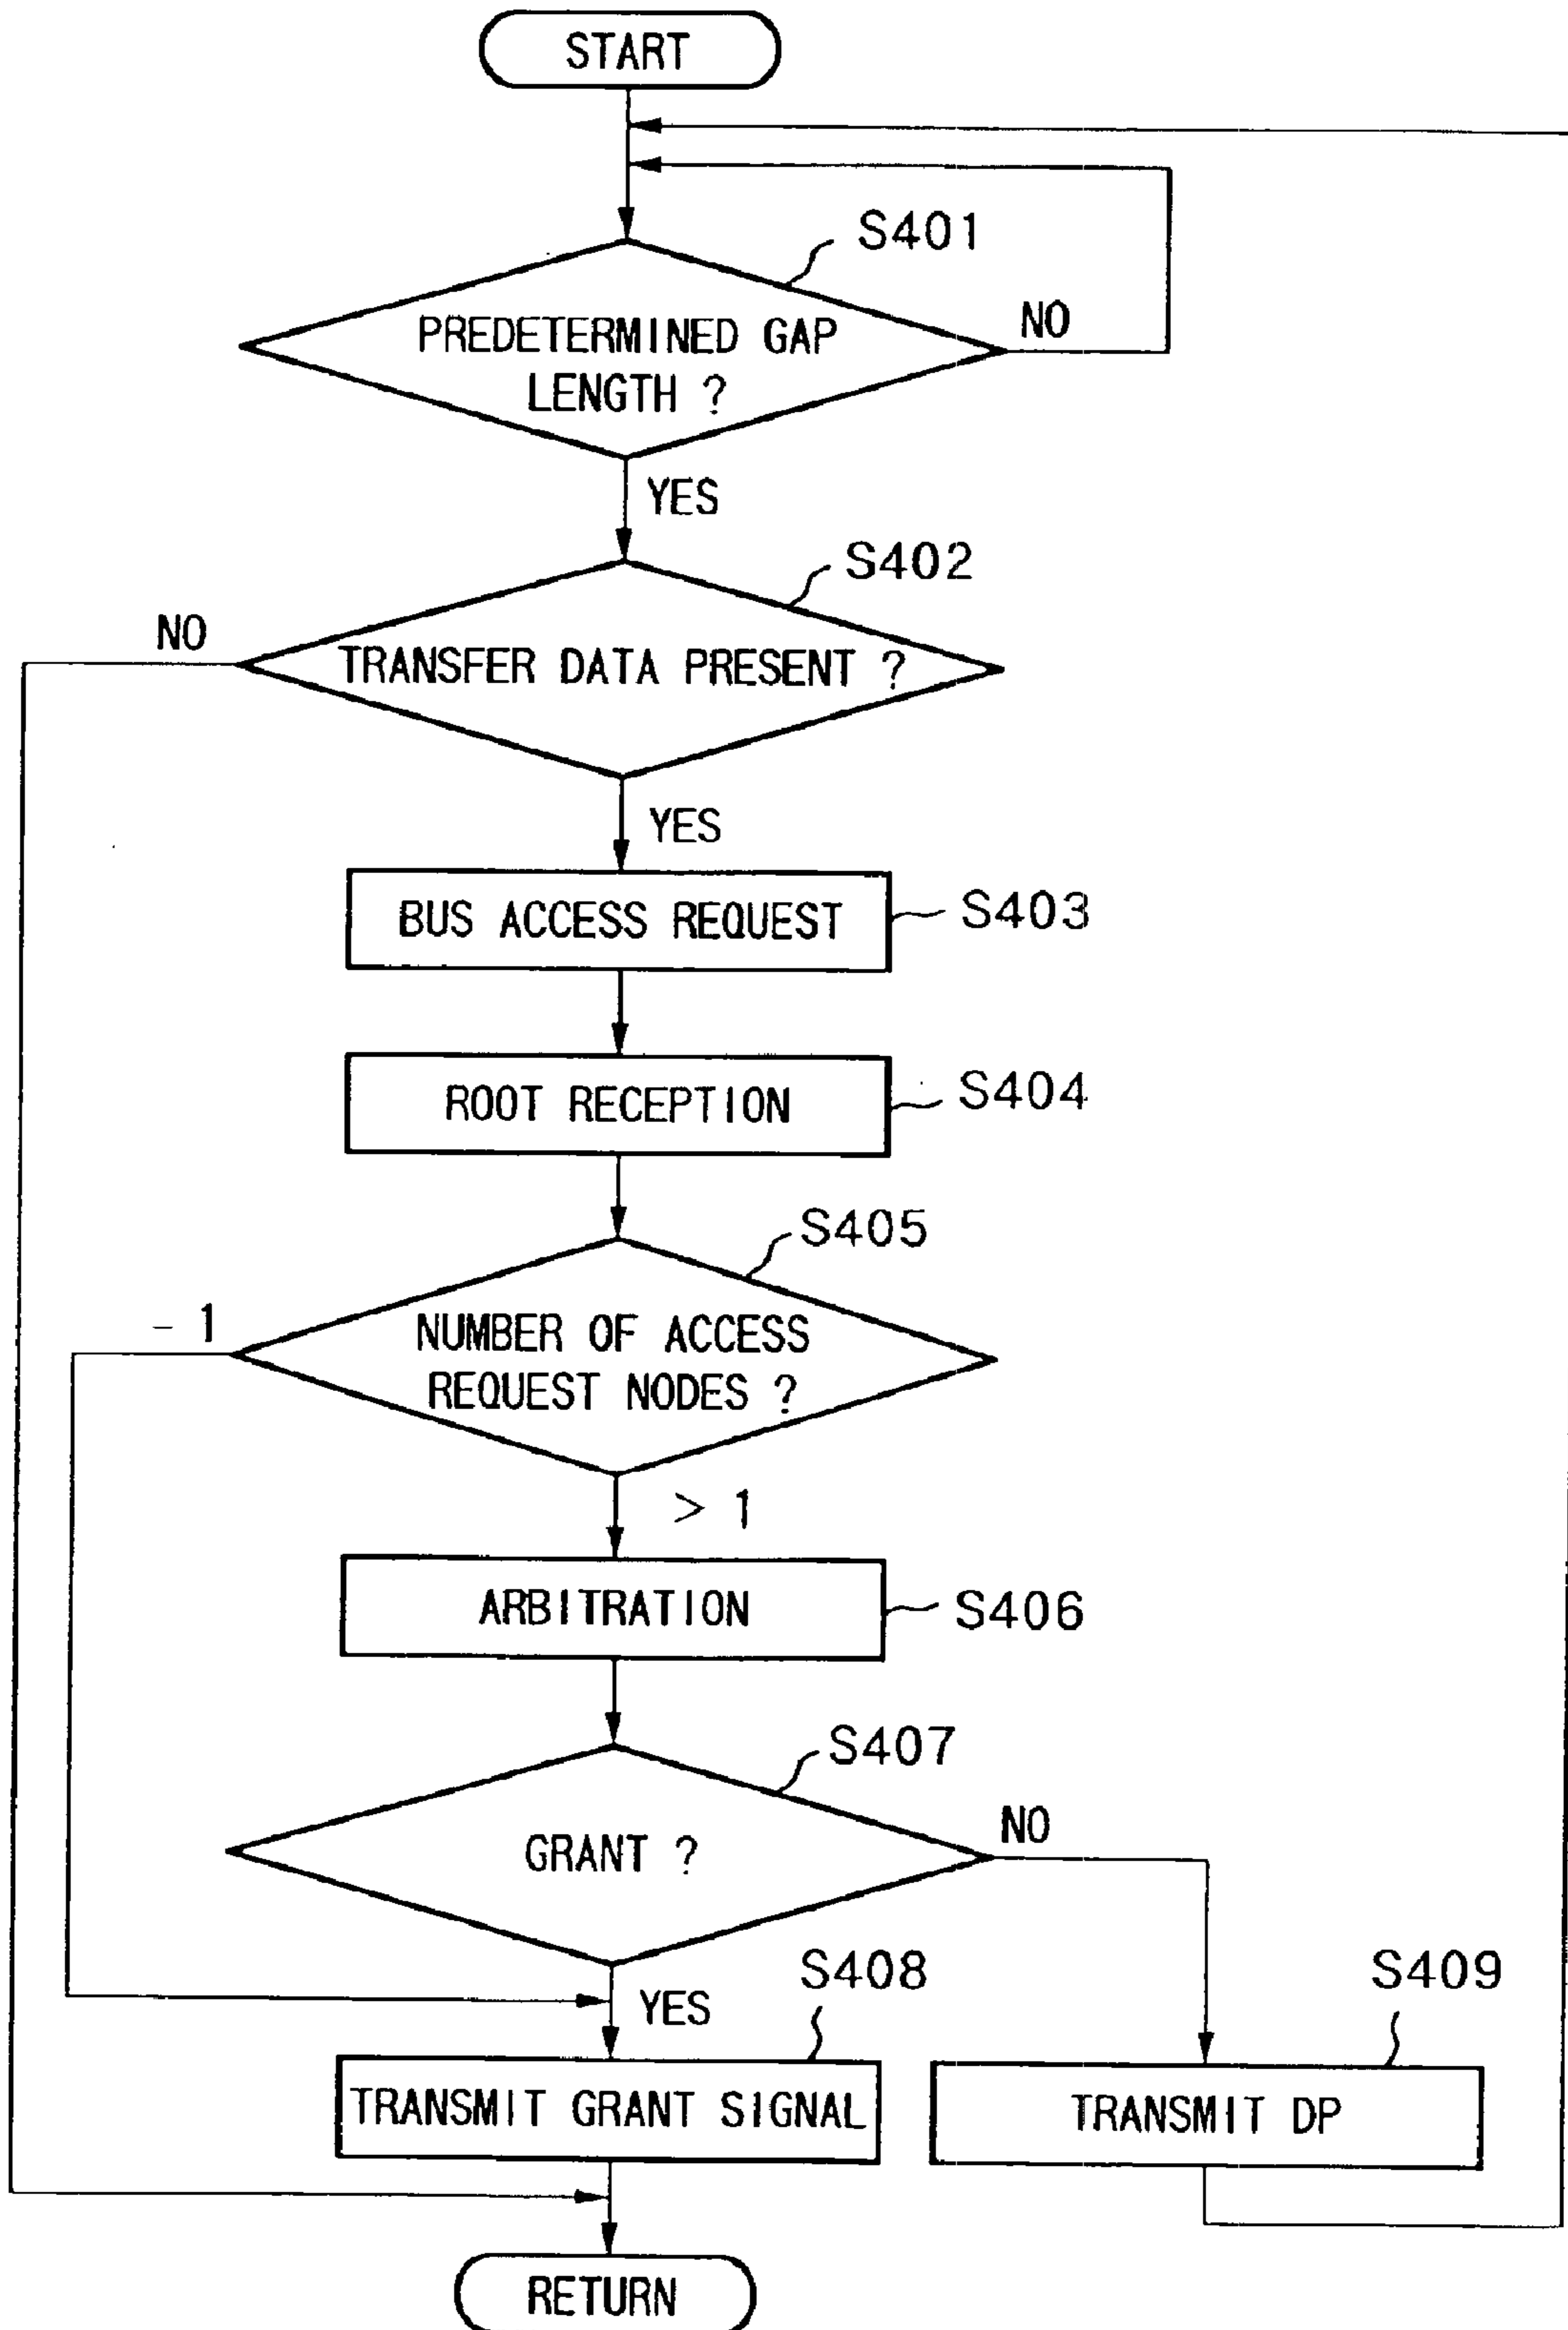 START
S401
PREDETERMINED GAP
LENGTH ?
NO
YES
S402
NO
TRANSFER DATA PRESENT ?
YES
BUS ACCESS REQUEST
S403
ROOT RECEPTION
S404
S405
- 1
NUMBER OF ACCESS
REQUEST NODES ?
> 1
ARBITRATION
S406
S407
GRANT ?
NO
S408
S409
YES
TRANSMIT GRANT SIGNAL
TRANSMIT DP
RETURN